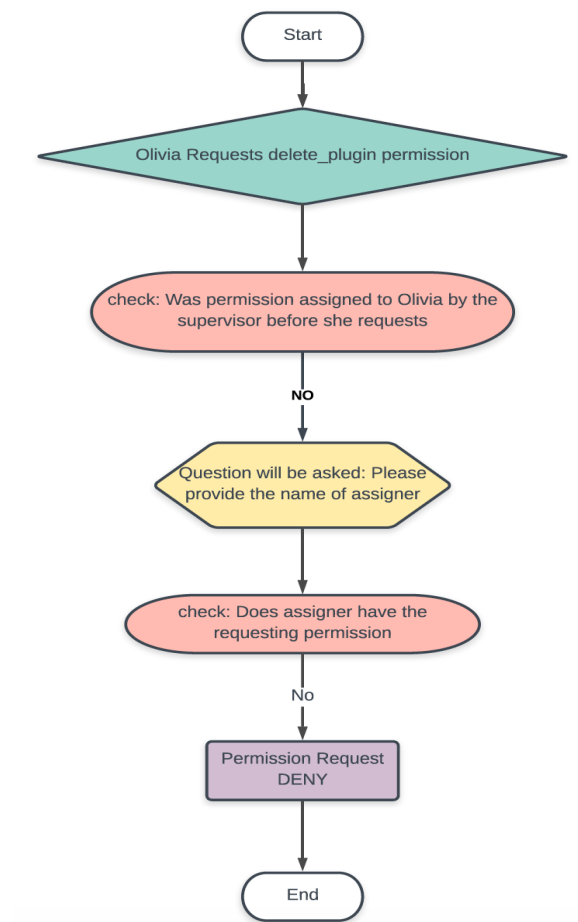 Start
Olivia Requests delete_plugin permission
check: Was permission assigned to Olivia by the
supervisor before she requests
NO
Question will be asked: Please
provide the name of assigner
check: Does assigner have the
requesting permission
No
Permission Request
DENY
End